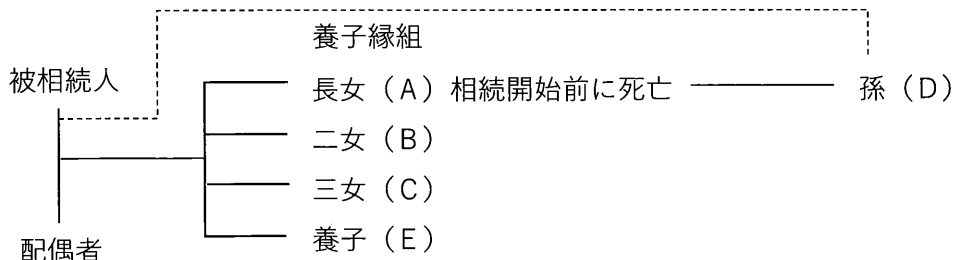 養子縁組
被相続人
長女（A）相続開始前に死亡
孫（D）
二女（B）
三女（C）
養子（E）
配偶者